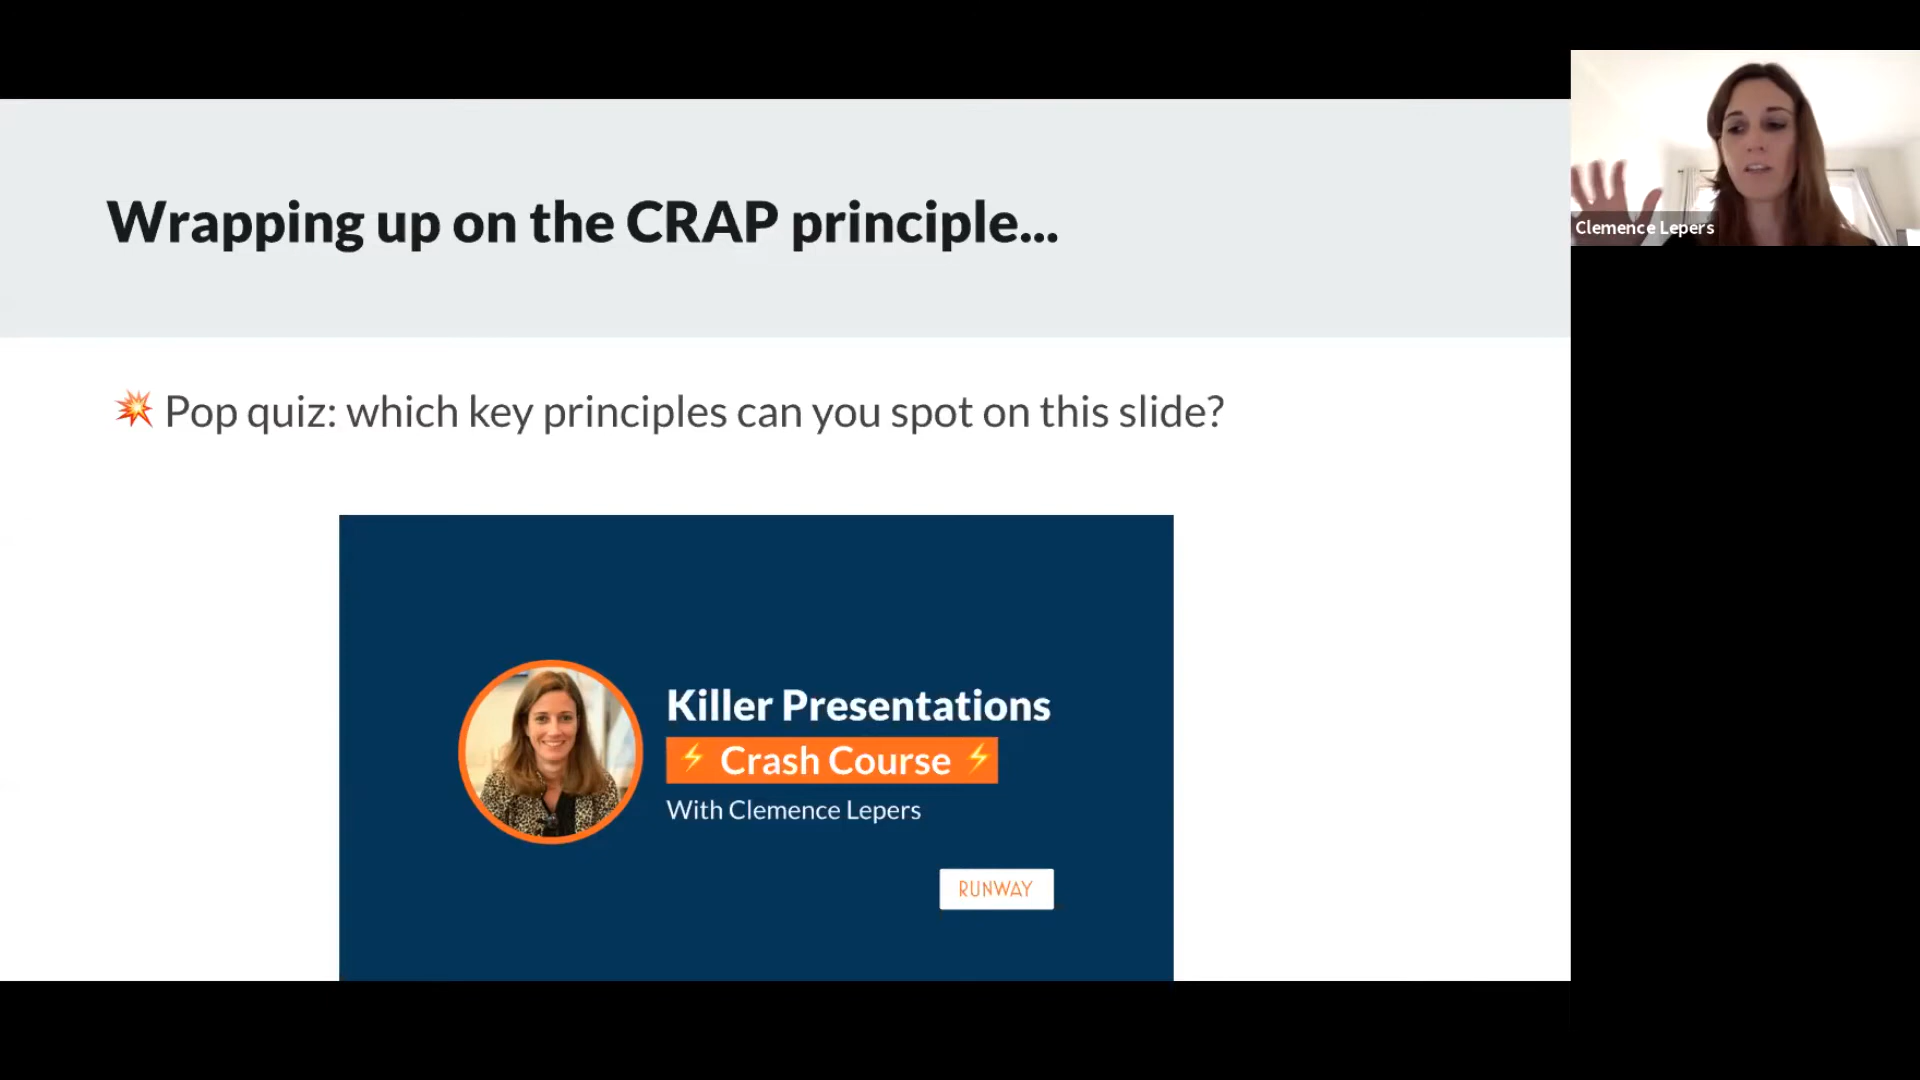 Wrapping up on the CRAP principle...
Clemence Lepers
💥 Pop quiz: which key principles can you spot on this slide?
Killer Presentations
⚡ Crash Course ⚡
With Clemence Lepers
RUNWAY